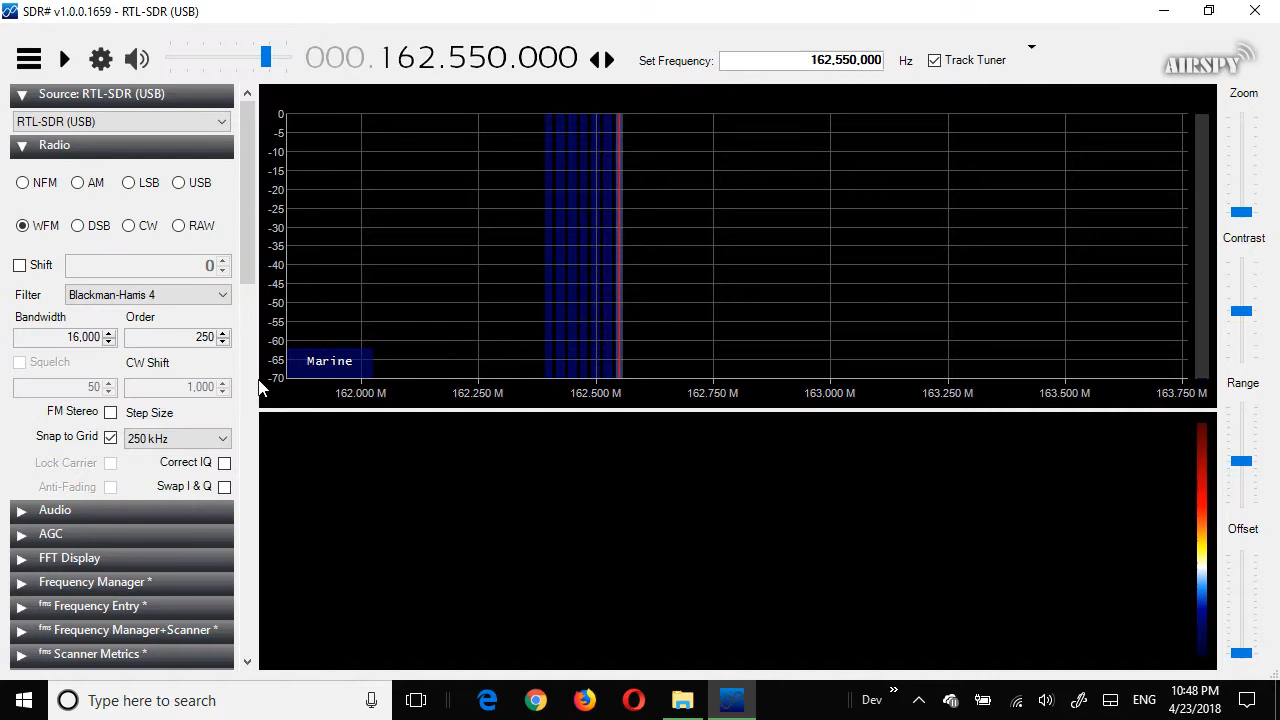 SDR# v1.0.0.1659 - RTL-SDR (USB)
000.162.550.000
Set Frequency:
162,550,000
Hz
Track Tuner
AIRSPY
Source: RTL-SDR (USB)
RTL-SDR (USB)
Radio
NFM AM LSB USB
WFM DSB CW RAW
Shift 0
Filter Blackman-Harris 4
Bandwidth Order
16,000 250
Squelch CW Shift
50 1,000
FM Stereo Step Size
Snap to Grid 250 kHz
Lock Carrier Correct IQ
Anti-Fading Swap I & Q
Audio
AGC
FFT Display
Frequency Manager *
fms Frequency Entry *
fms Frequency Manager+Scanner *
fms Scanner Metrics *
0
-5
-10
-15
-20
-25
-30
-35
-40
-45
-50
-55
-60
-65
-70
Marine
162.000 M 162.250 M 162.500 M 162.750 M 163.000 M 163.250 M 163.500 M 163.750 M
Zoom
Contrast
Range
Offset
Type here to search
Dev
ENG
10:48 PM
4/23/2018